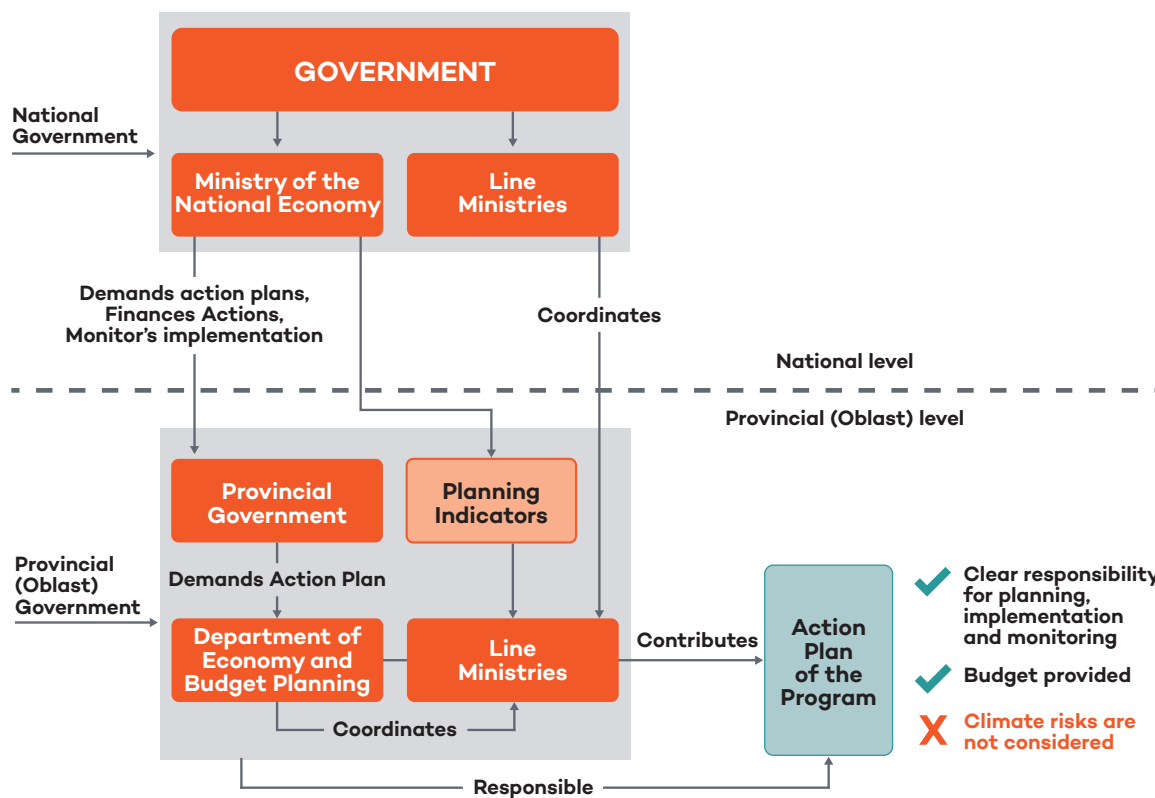 GOVERNMENT
National
Government
Ministry of the
National Economy
Line
Ministries
Demands action plans,
Finances Actions,
Monitor's implementation
Coordinates
National level
Provincial (Oblast) level
Provincial
Government
Planning
Indicators
Provincial
(Oblast)
Government
Demands Action Plan
Department of
Economy and
Budget Planning
Line
Ministries
Coordinates
Contributes
Responsible
Action
Plan
of the
Program
Clear responsibility
for planning,
implementation
and monitoring
Budget provided
X Climate risks are
not considered